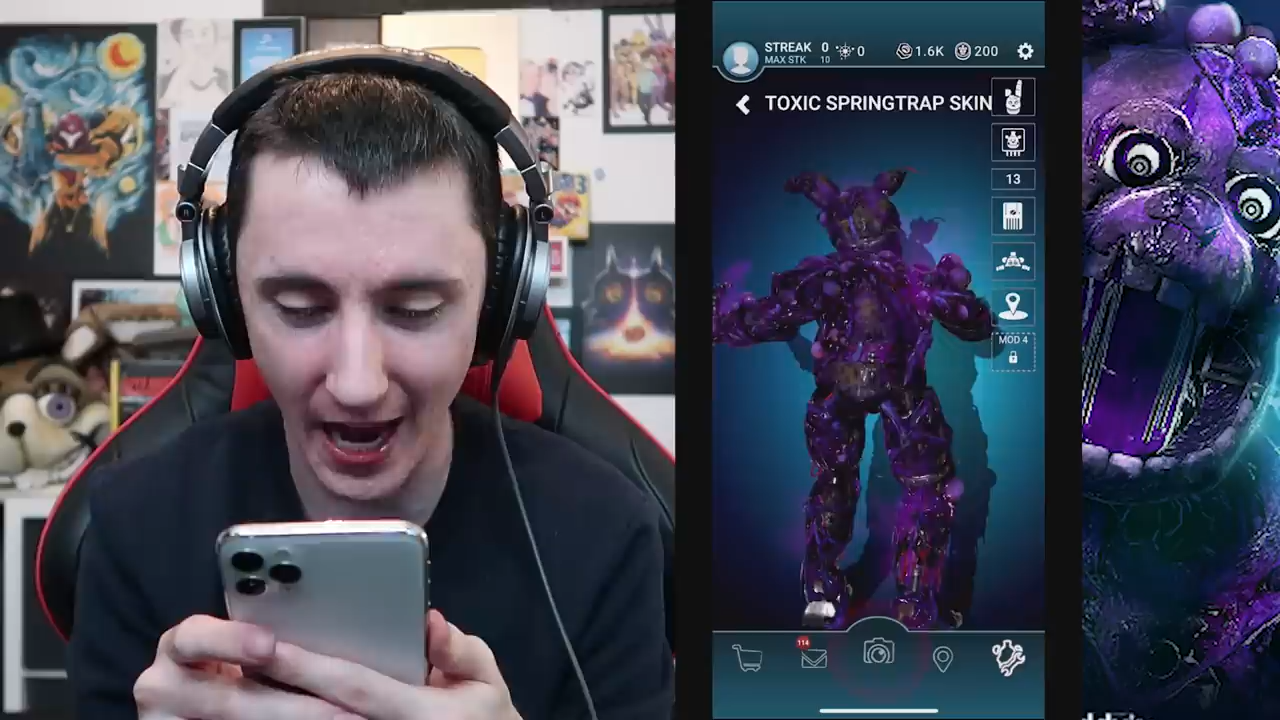 STREAK 0 0 1.6K 200
MAX STK 10
TOXIC SPRINGTRAP SKIN
13
MOD 4
114